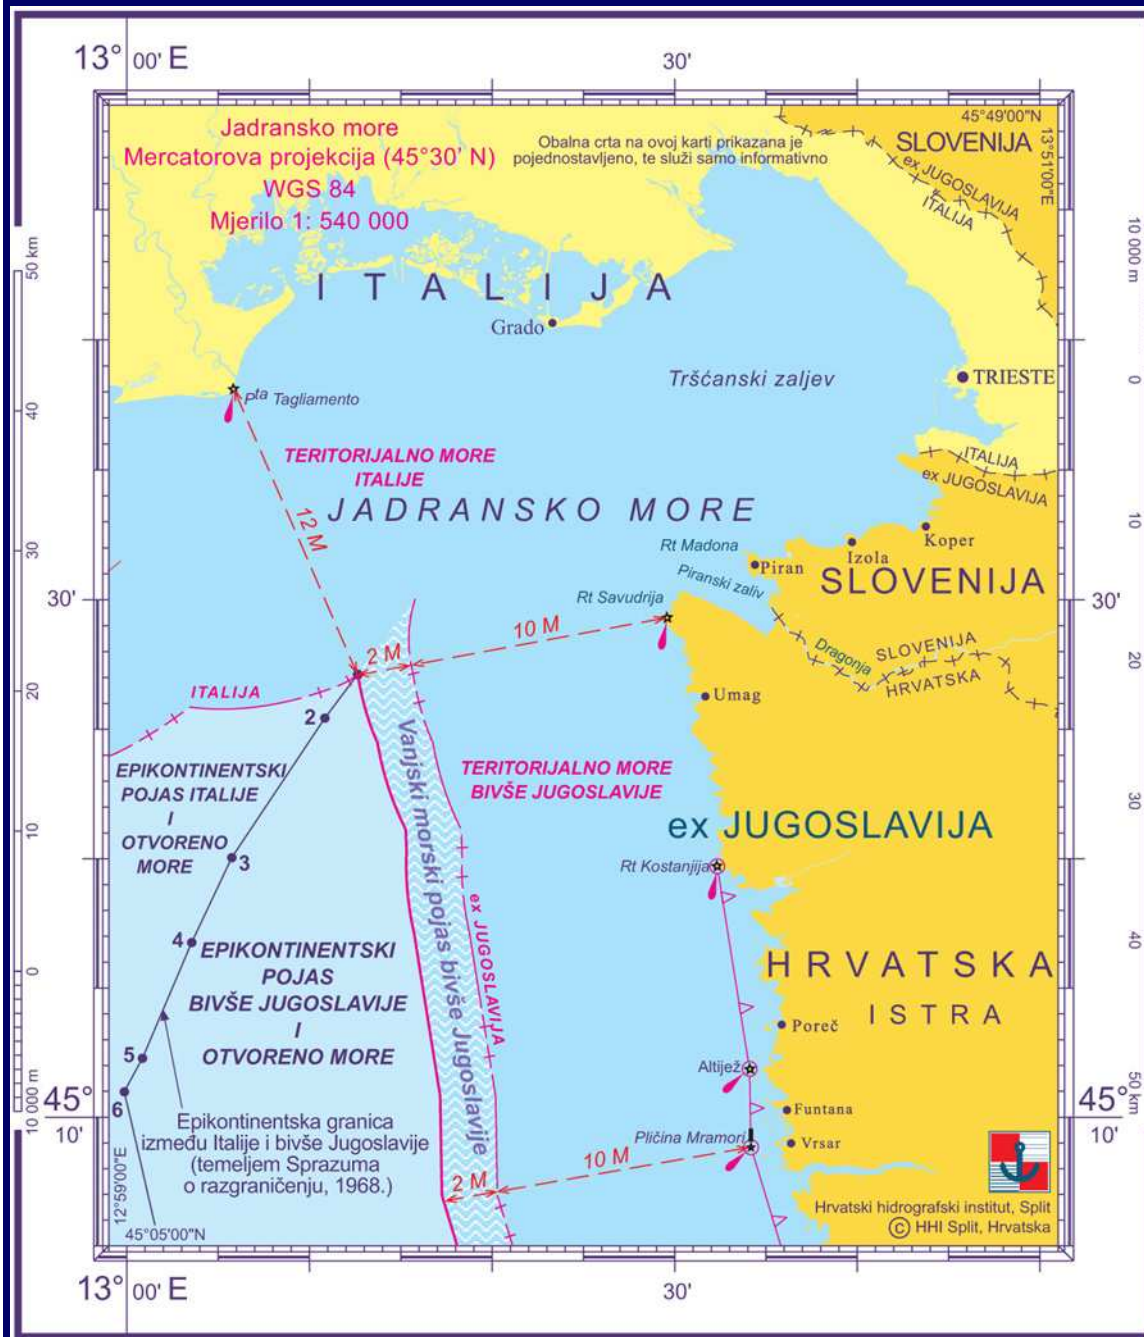 13° 00' E
30'
Jadransko more
Mercatorova projekcija (45°30' N)
WGS 84
Mjerilo 1: 540 000
Obalna crta na ovoj karti prikazana je
pojednostavljeno, te služi samo informativno
45°49'00"N
13°51'00"E
SLOVENIJA
ex JUGOSLAVIJA
ITALIJA
50 km
10 000 m
ITALIJA
Grado
Tršćanski zaljev
TRIESTE
0
Pta Tagliamento
40
TERITORIJALNO MORE
ITALIJE
ITALIJA
ex JUGOSLAVIJA
12 M
JADRANSKO MORE
10
Koper
Izola
Rt Madona
Piran
30
SLOVENIJA
Piranski zaliv
30'
Rt Savudrija
30'
10 M
2 M
Dragonja
SLOVENIJA
HRVATSKA
20
20
ITALIJA
Umag
2
Vanjski morski pojas bivše Jugoslavije
EPIKONTINENTSKI
POJAS ITALIJE
I
OTVORENO
MORE
TERITORIJALNO MORE
BIVŠE JUGOSLAVIJE
30
10
ex JUGOSLAVIJA
3
Rt Kostanjija
ex JUGOSLAVIJA
4
40
EPIKONTINENTSKI
POJAS
BIVŠE JUGOSLAVIJE
I
OTVORENO MORE
HRVATSKA
ISTRA
0
Poreč
5
Altijež
6
45°
10'
10 000 m
45°
10'
50 km
Funtana
Epikontinentska granica
između Italije i bivše Jugoslavije
(temeljem Sprazuma
o razgraničenju, 1968.)
Pličina Mramori
Vrsar
10 M
2 M
12°59'00"E
45°05'00"N
Hrvatski hidrografski institut, Split
© HHI Split, Hrvatska
13° 00' E
30'